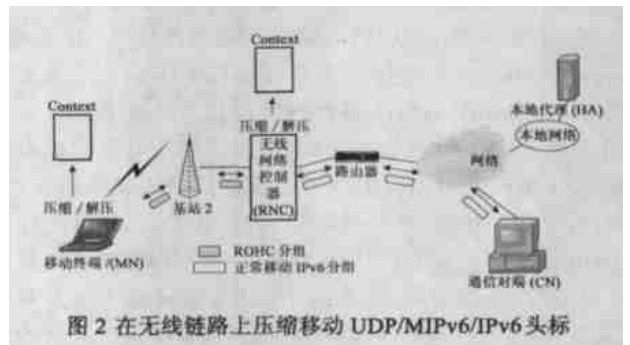 Context
Context
本地代理 (HA)
压缩 / 解压
无线
网络
控制
器
(RNC)
本地网络
网络
路由器
压缩 / 解压
基站 2
移动终端 /(MN)
ROHC 分组
正常移动 IPv6 分组
通信对端 (CN)
图 2 在无线链路上压缩移动 UDP/MIPv6/IPv6 头标